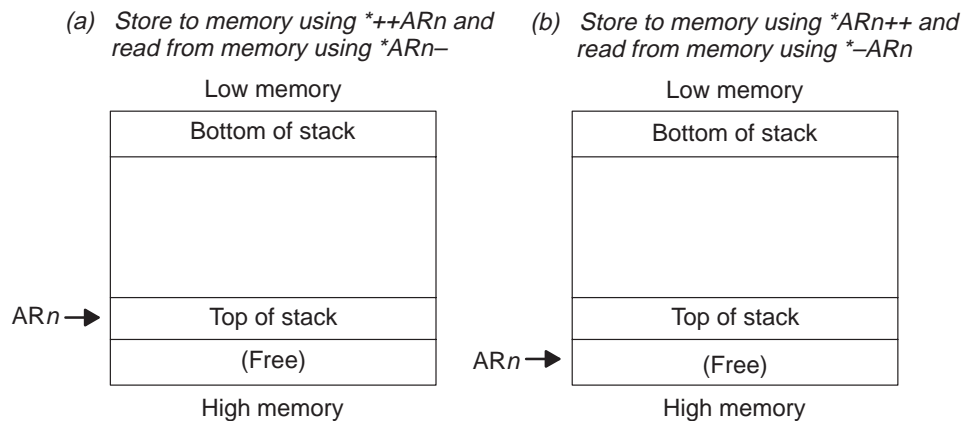 (a) Store to memory using *++ARn and
read from memory using *ARn–
Low memory
Bottom of stack
ARn
Top of stack
(Free)
High memory
(b) Store to memory using *ARn++ and
read from memory using *–ARn
Low memory
Bottom of stack
Top of stack
ARn
(Free)
High memory